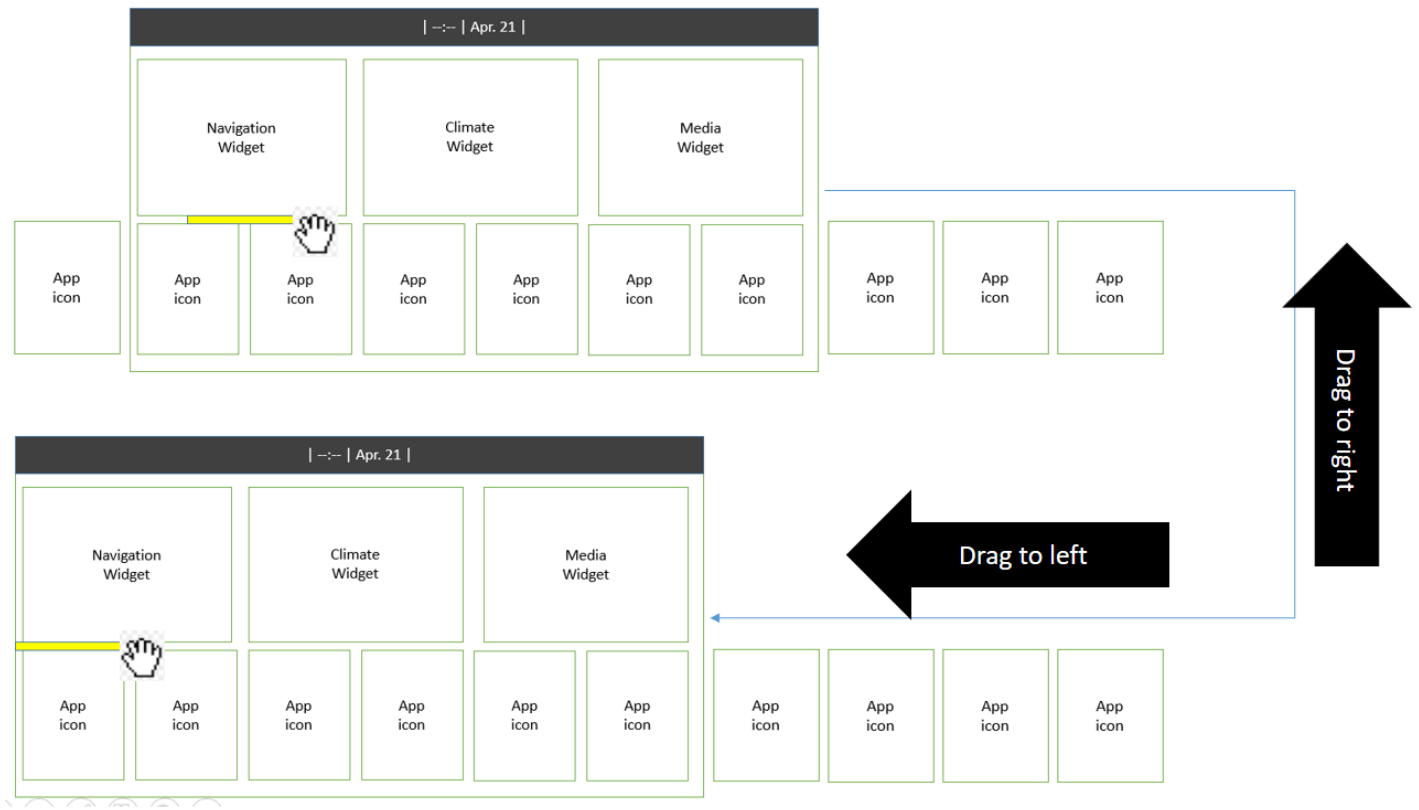 | --:-- | Apr. 21 |
Navigation
Widget
Climate
Widget
Media
Widget
App
icon
App
icon
App
icon
App
icon
App
icon
App
icon
App
icon
App
icon
App
icon
App
icon
Drag to right
| --:-- | Apr. 21 |
Navigation
Widget
Climate
Widget
Media
Widget
Drag to left
App
icon
App
icon
App
icon
App
icon
App
icon
App
icon
App
icon
App
icon
App
icon
App
icon